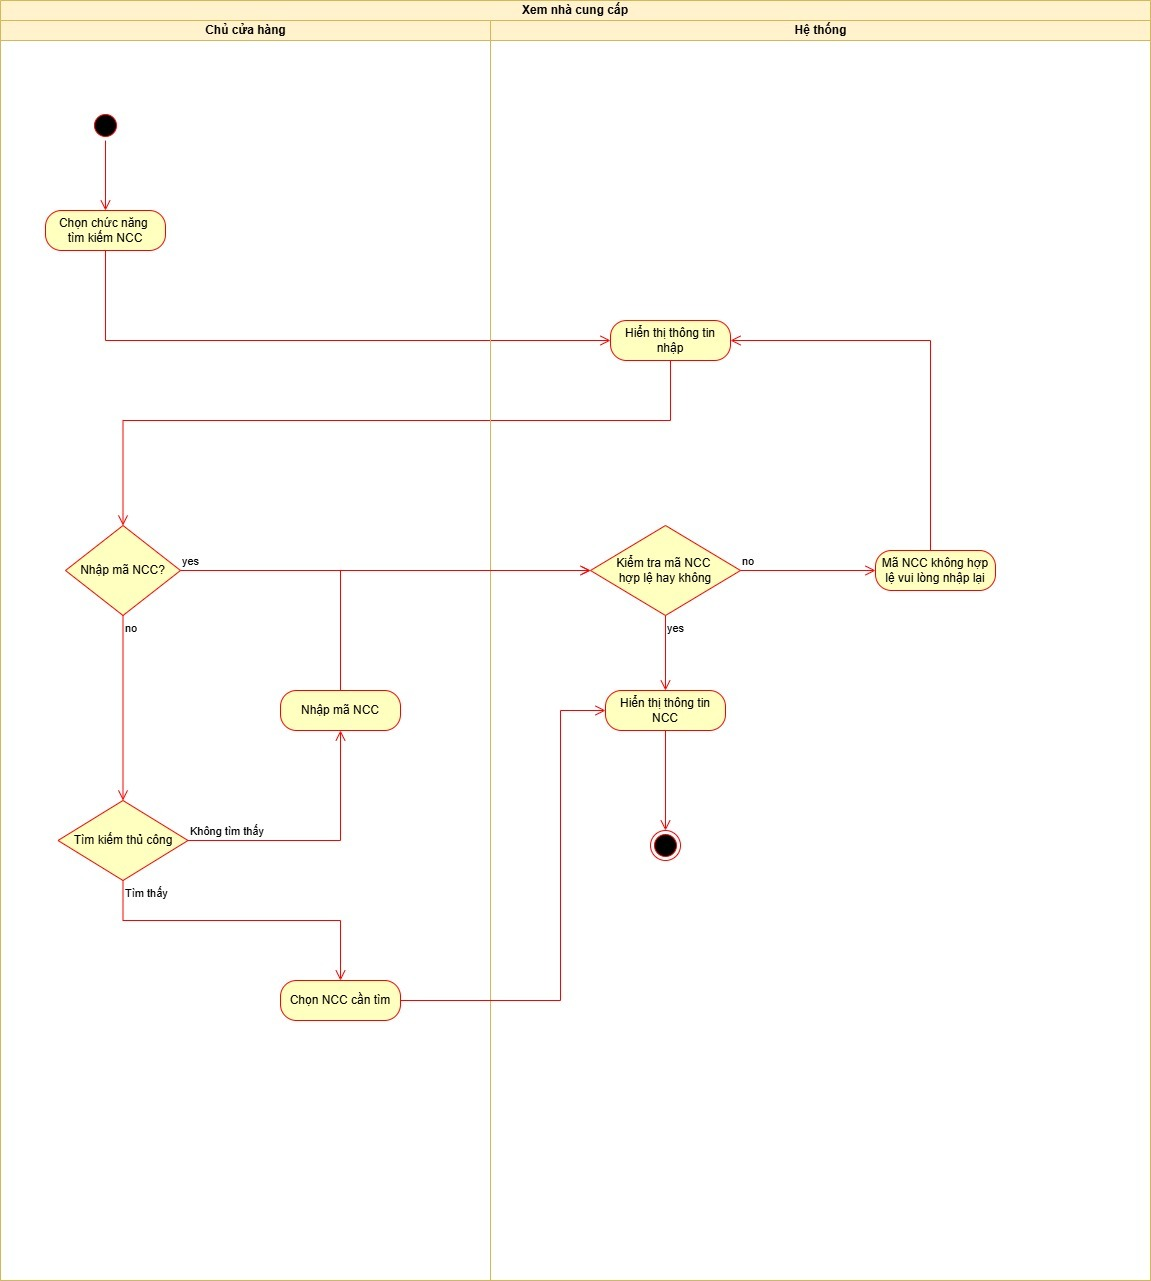 Xem nhà cung cấp
Chủ cửa hàng
Hệ thống
Chọn chức năng
tìm kiếm NCC
Hiển thị thông tin
nhập
Nhập mã NCC?
yes
Kiểm tra mã NCC
hợp lệ hay không
no
Mã NCC không hợp
lệ vui lòng nhập lại
no
yes
Nhập mã NCC
Hiển thị thông tin
NCC
Tìm kiếm thủ công
Không tìm thấy
Tìm thấy
Chọn NCC cần tìm